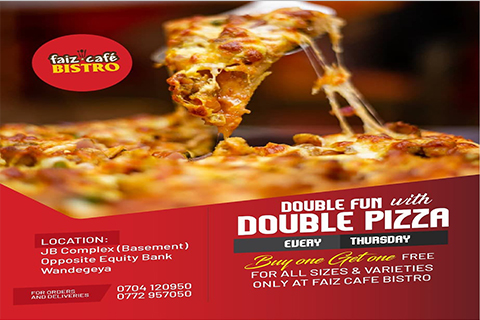 faiz café
BISTRO
DOUBLE FUN with
DOUBLE PIZZA
EVERY THURSDAY
Buy one Get one FREE
FOR ALL SIZES & VARIETIES
ONLY AT FAIZ CAFE BISTRO
LOCATION:
JB Complex (Basement)
Opposite Equity Bank
Wandegeya
FOR ORDERS
AND DELIVERIES
0704 120950
0772 957050